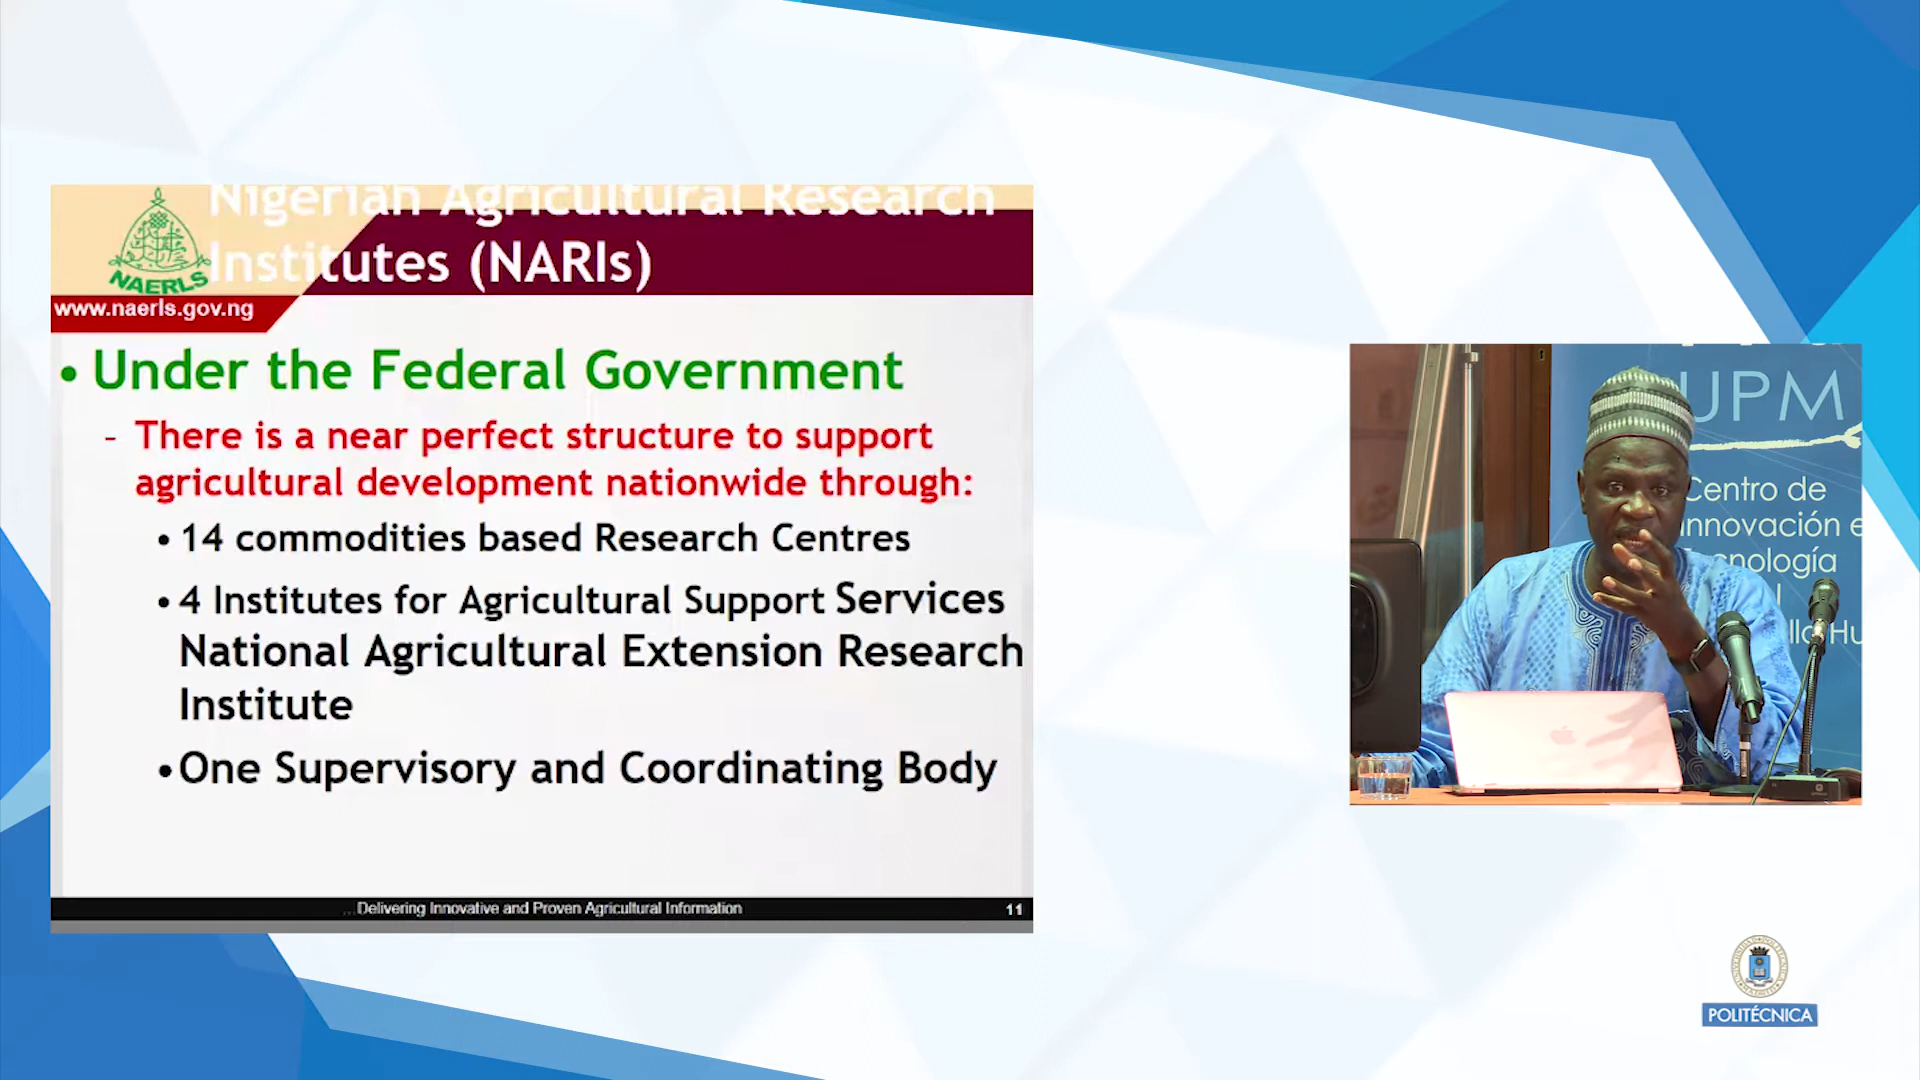 Nigerian Agricultural Research
Institutes (NARIs)
NAERLS
www.naerls.gov.ng
• Under the Federal Government
- There is a near perfect structure to support
agricultural development nationwide through:
• 14 commodities based Research Centres
• 4 Institutes for Agricultural Support Services
National Agricultural Extension Research
Institute
• One Supervisory and Coordinating Body
...Delivering Innovative and Proven Agricultural Information
11
UPM
Centro de
innovación e
Tecnología
Hu
POLITÉCNICA